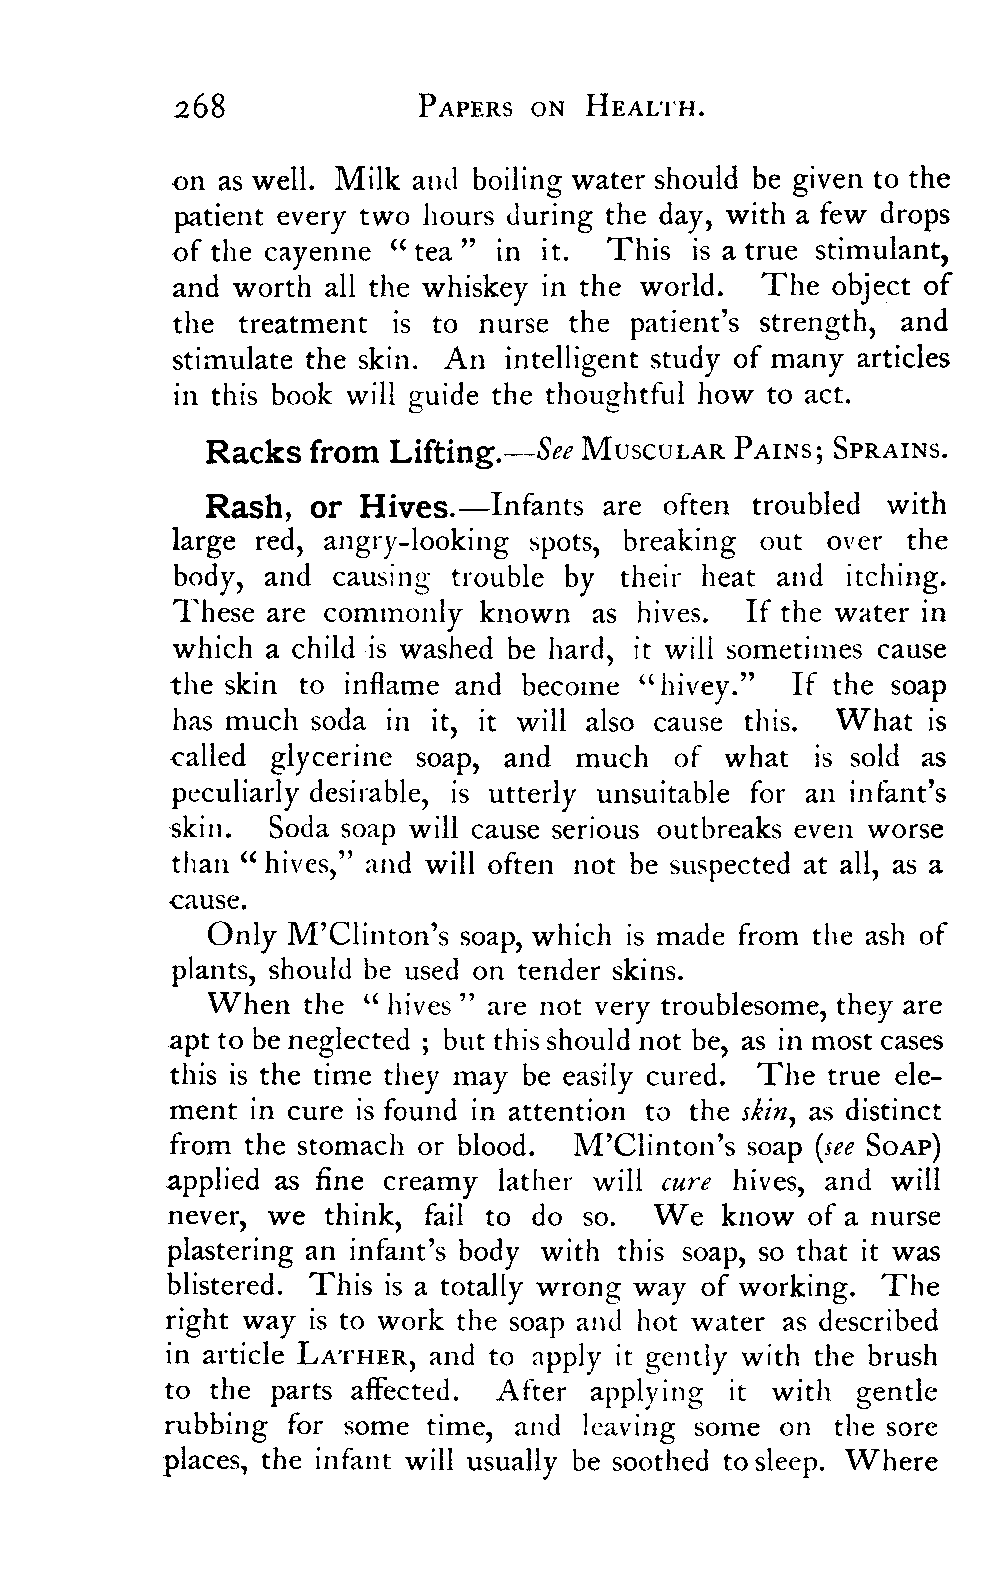 268 PAPERS ON HEALTH.
on as well. Milk and boiling water should be given to the
patient every two hours during the day, with a few drops
of the cayenne “tea” in it. This is a true stimulant,
and worth all the whiskey in the world. The object of
the treatment is to nurse the patient’s strength, and
stimulate the skin. An intelligent study of many articles
in this book will guide the thoughtful how to act.
Racks from Lifting.—See MUSCULAR PAINS; SPRAINS.
Rash, or Hives.—Infants are often troubled with
large red, angry-looking spots, breaking out over the
body, and causing trouble by their heat and itching.
These are commonly known as hives. If the water in
which a child is washed be hard, it will sometimes cause
the skin to inflame and become “hivey.” If the soap
has much soda in it, it will also cause this. What is
called glycerine soap, and much of what is sold as
peculiarly desirable, is utterly unsuitable for an infant’s
skin. Soda soap will cause serious outbreaks even worse
than “hives,” and will often not be suspected at all, as a
cause.
Only M’Clinton’s soap, which is made from the ash of
plants, should be used on tender skins.
When the “hives” are not very troublesome, they are
apt to be neglected ; but this should not be, as in most cases
this is the time they may be easily cured. The true ele-
ment in cure is found in attention to the skin, as distinct
from the stomach or blood. M’Clinton’s soap (see SOAP)
applied as fine creamy lather will cure hives, and will
never, we think, fail to do so. We know of a nurse
plastering an infant’s body with this soap, so that it was
blistered. This is a totally wrong way of working. The
right way is to work the soap and hot water as described
in article LATHER, and to apply it gently with the brush
to the parts affected. After applying it with gentle
rubbing for some time, and leaving some on the sore
places, the infant will usually be soothed to sleep. Where